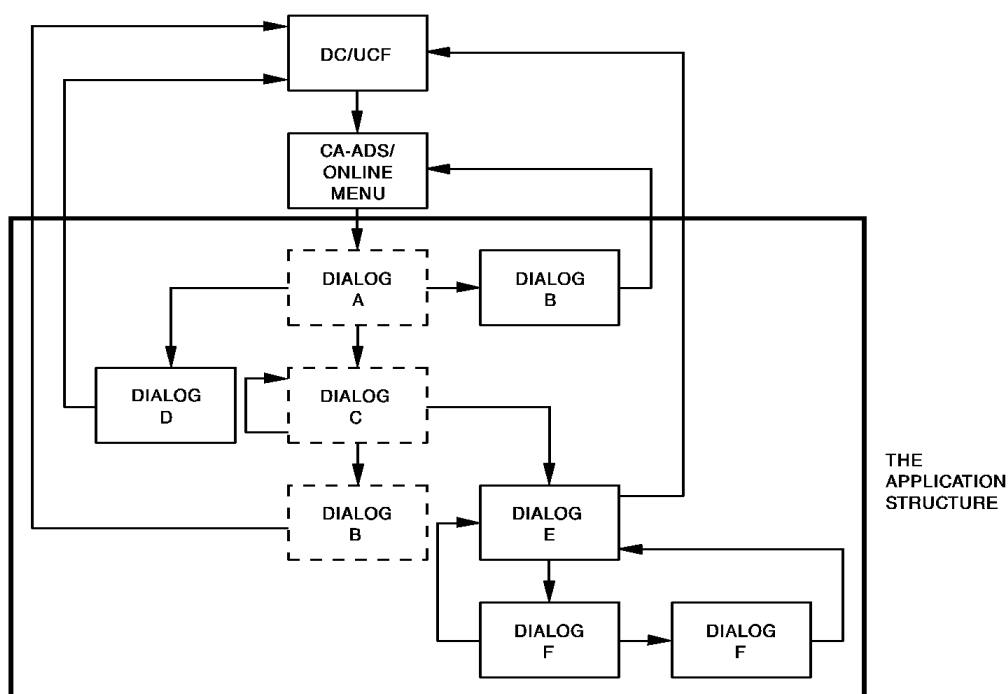 DC/UCF
CA-ADS/
ONLINE
MENU
DIALOG
A
DIALOG
B
DIALOG
D
DIALOG
C
THE
APPLICATION
STRUCTURE
DIALOG
B
DIALOG
E
DIALOG
F
DIALOG
F